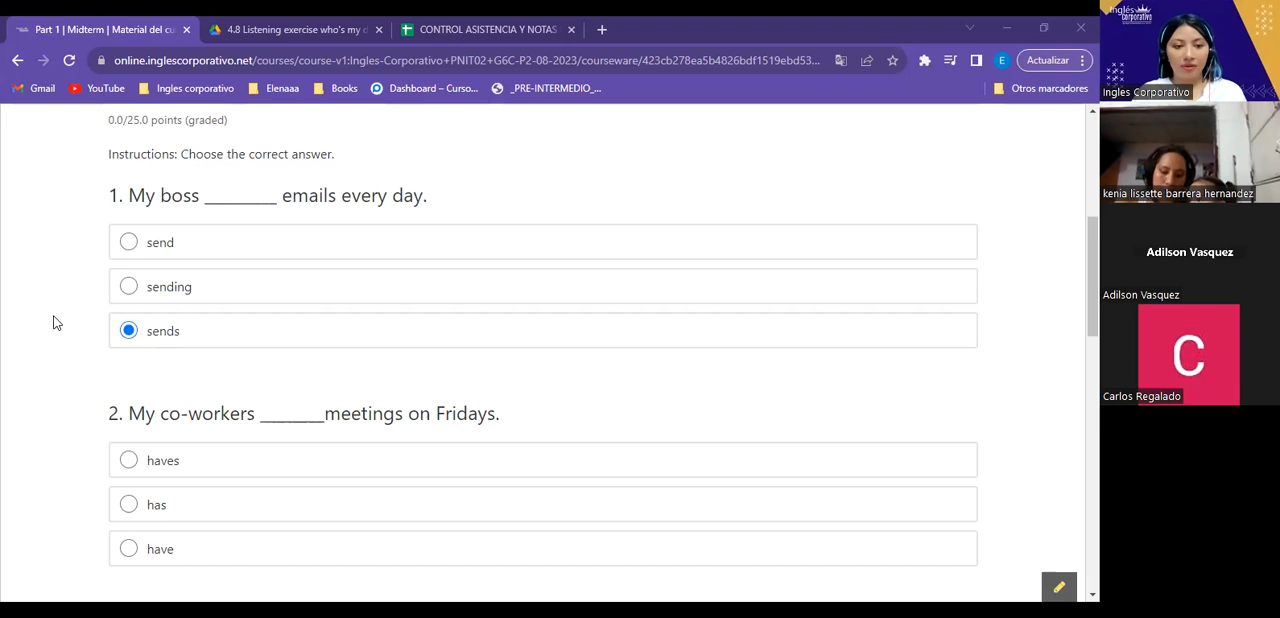 Part 1 | Midterm | Material del cu
4.8 Listening exercise who's my d
CONTROL ASISTENCIA Y NOTAS
online.inglescorporativo.net/courses/course-v1:Ingles-Corporativo+PNIT02+G6C-P2-08-2023/courseware/423cb278ea5b4826bdf1519ebd53...
E
Actualizar
Gmail
YouTube
Ingles corporativo
Elenaaa
Books
Dashboard – Curso...
_PRE-INTERMEDIO_...
Otros marcadores
0.0/25.0 points (graded)
Instructions: Choose the correct answer.
1. My boss ________ emails every day.
send
sending
sends
2. My co-workers _______meetings on Fridays.
haves
has
have
Inglés
Corporativo
Ingles Corporativo
kenia lissette barrera hernandez
Adilson Vasquez
Adilson Vasquez
C
Carlos Regalado